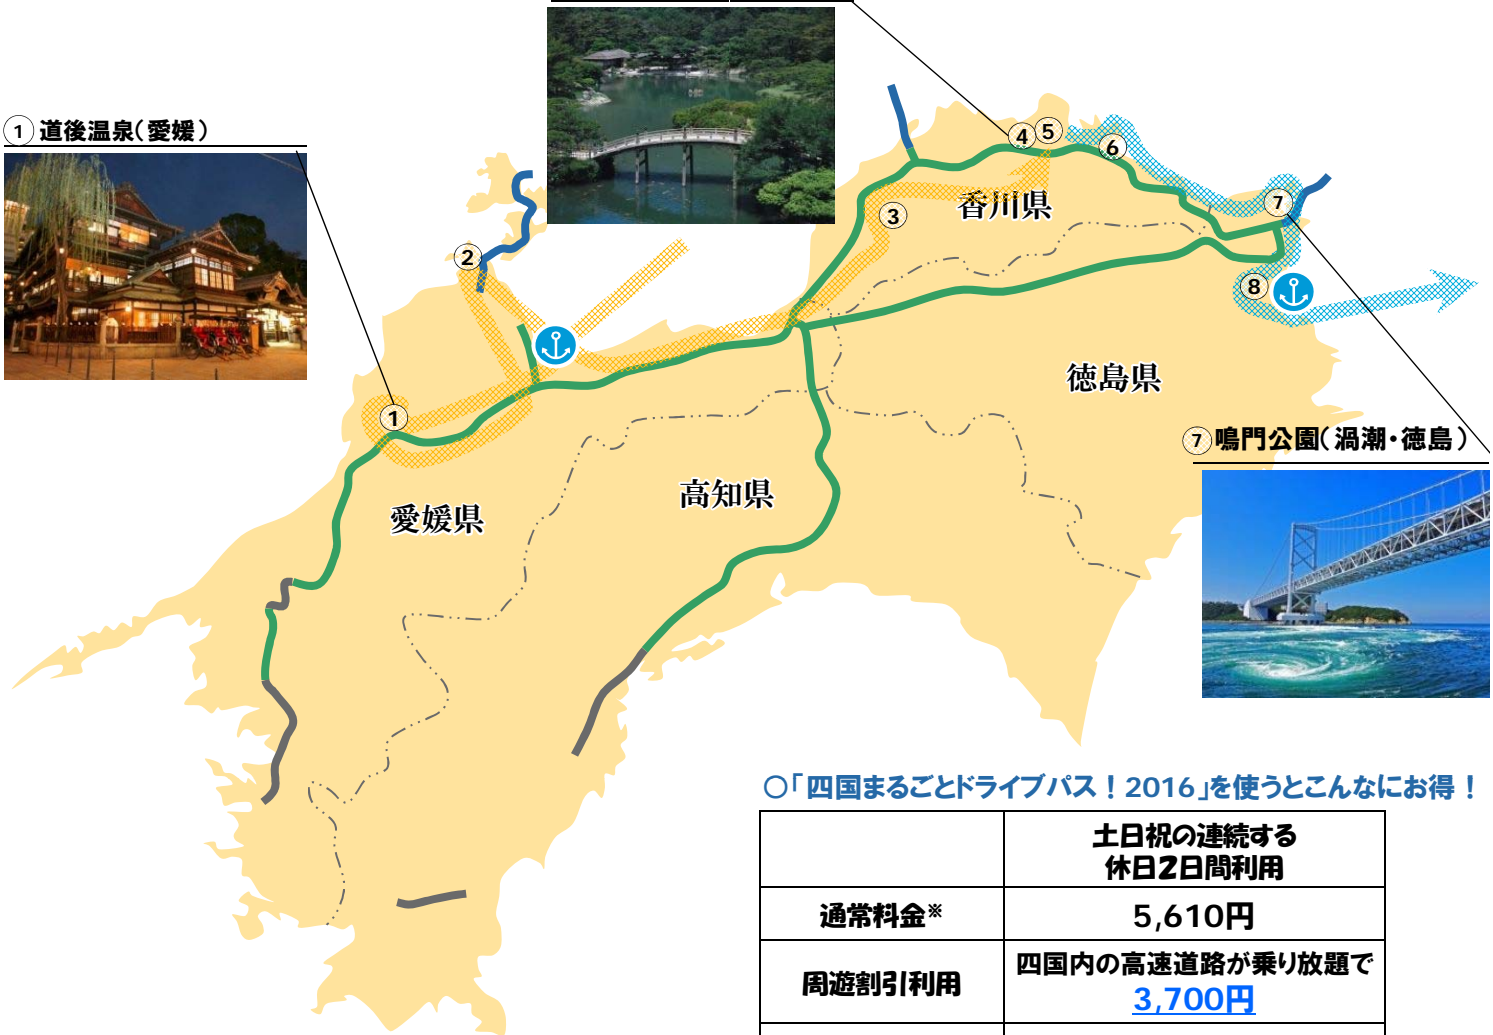 ① 道後温泉(愛媛)
④ ⑤
⑥
⑦
香川県
③
②
⑧
徳島県
①
⑦ 鳴門公園(渦潮・徳島)
高知県
愛媛県
○「四国まるごとドライブパス！2016」を使うとこんなにお得！
土日祝の連続する
休日2日間利用
通常料金※ 5,610円
周遊割引利用 四国内の高速道路が乗り放題で
3,700円